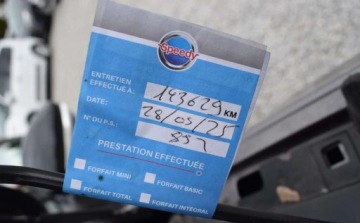 Speedy
ENTRETIEN
EFFECTUÉ À : 143629 KM
DATE: 28/05/25
N° DU P.S.: 892
PRESTATION EFFECTUÉE
FORFAIT MINI
FORFAIT BASIC
FORFAIT TOTAL
FORFAIT INTÉGRAL